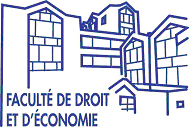 FACULTÉ DE DROIT
ET D'ÉCONOMIE